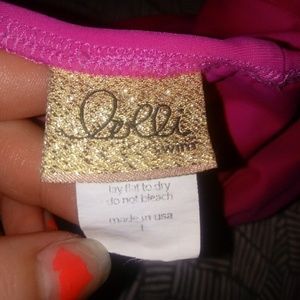 lolli
swim
lay flat to dry
do not bleach
made in usa